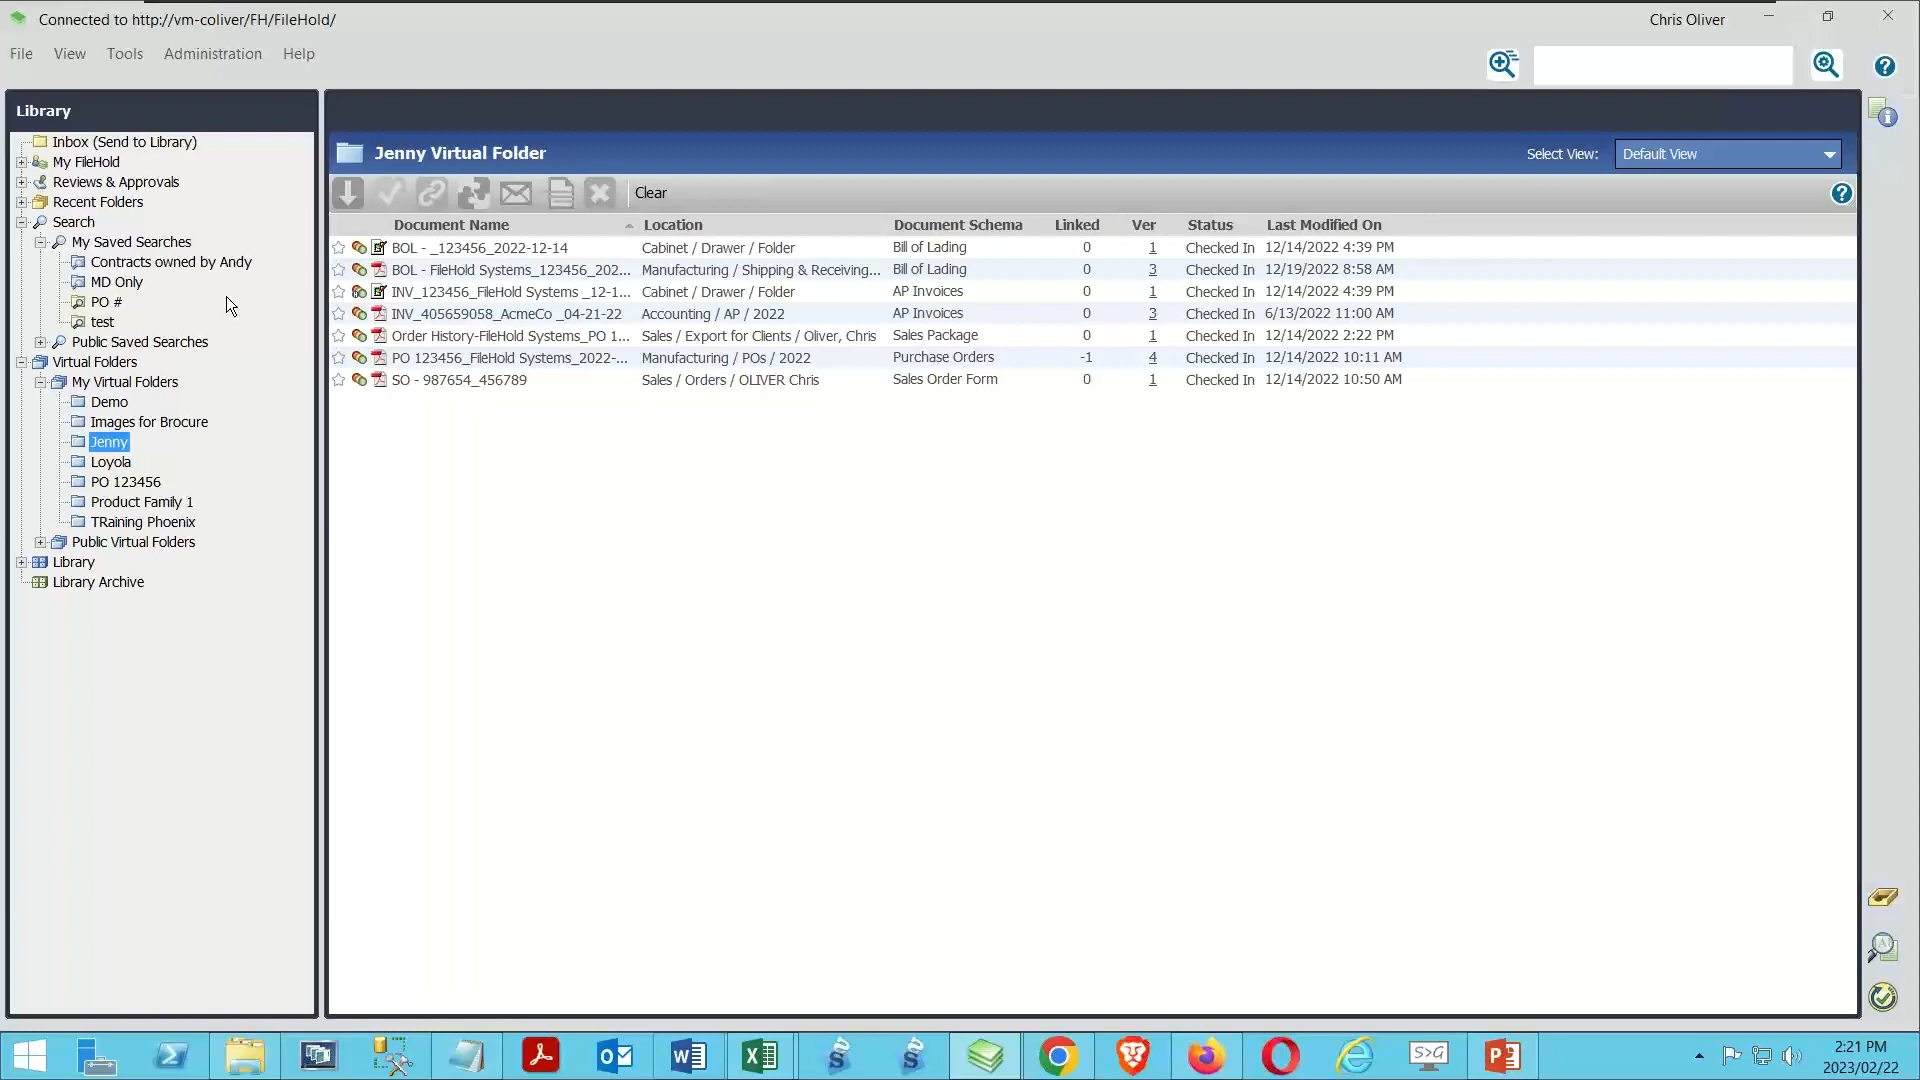 Connected to http://vm-coliver/FH/FileHold/
Chris Oliver
File View Tools Administration Help
Library
Inbox (Send to Library)
My FileHold
Reviews & Approvals
Recent Folders
Search
My Saved Searches
Contracts owned by Andy
MD Only
PO #
test
Public Saved Searches
Virtual Folders
My Virtual Folders
Demo
Images for Brocure
Jenny
Loyola
PO 123456
Product Family 1
TRaining Phoenix
Public Virtual Folders
Library
Library Archive
Jenny Virtual Folder
Select View: Default View
Clear
Document Name Location Document Schema Linked Ver Status Last Modified On
BOL - _123456_2022-12-14 Cabinet / Drawer / Folder Bill of Lading 0 1 Checked In 12/14/2022 4:39 PM
BOL - FileHold Systems_123456_202... Manufacturing / Shipping & Receiving... Bill of Lading 0 3 Checked In 12/19/2022 8:58 AM
INV_123456_FileHold Systems _12-1... Cabinet / Drawer / Folder AP Invoices 0 1 Checked In 12/14/2022 4:39 PM
INV_405659058_AcmeCo _04-21-22 Accounting / AP / 2022 AP Invoices 0 3 Checked In 6/13/2022 11:00 AM
Order History-FileHold Systems_PO 1... Sales / Export for Clients / Oliver, Chris Sales Package 0 1 Checked In 12/14/2022 2:22 PM
PO 123456_FileHold Systems_2022-... Manufacturing / POs / 2022 Purchase Orders -1 4 Checked In 12/14/2022 10:11 AM
SO - 987654_456789 Sales / Orders / OLIVER Chris Sales Order Form 0 1 Checked In 12/14/2022 10:50 AM
S>G
2:21 PM
2023/02/22